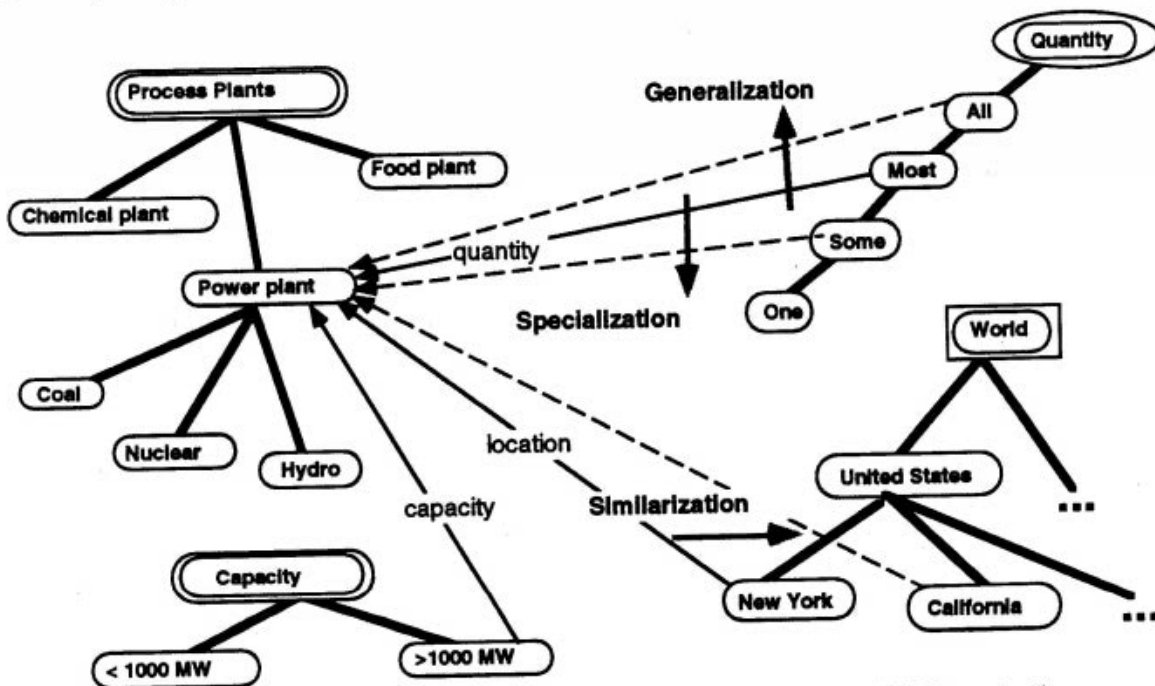 Quantity
Process Plants
Generalization
All
Food plant
Most
Chemical plant
Some
quantity
Power plant
One
Specialization
World
Coal
Nuclear
location
Hydro
United States
capacity
Similarization
...
Capacity
New York
California
...
< 1000 MW
>1000 MW